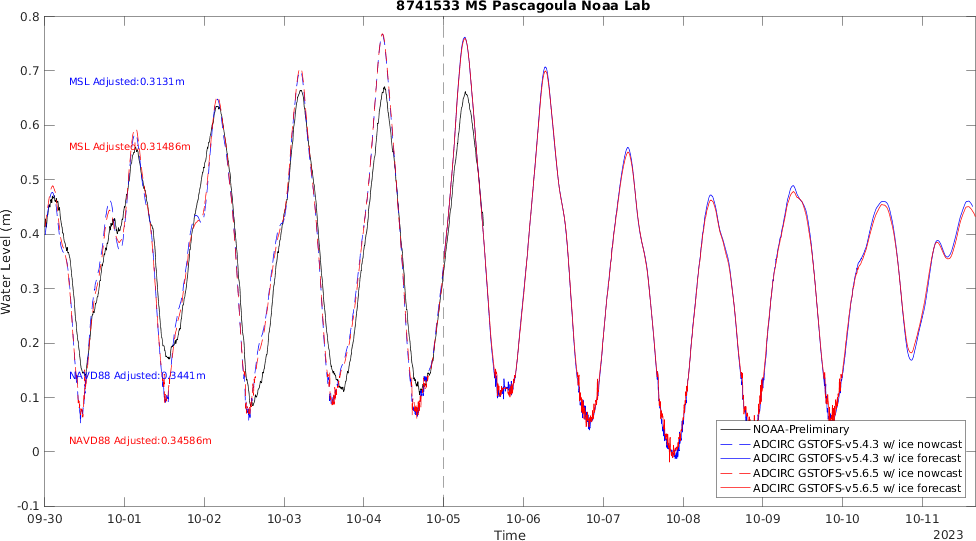 8741533 MS Pascagoula Noaa Lab
0.8
0.7
0.6
0.5
0.4
0.3
0.2
0.1
0
-0.1
Water Level (m)
MSL Adjusted:0.3131m
MSL Adjusted:0.31486m
NAVD88 Adjusted:0.3441m
NAVD88 Adjusted:0.34586m
NOAA-Preliminary
ADCIRC GSTOFS-v5.4.3 w/ ice nowcast
ADCIRC GSTOFS-v5.4.3 w/ ice forecast
ADCIRC GSTOFS-v5.6.5 w/ ice nowcast
ADCIRC GSTOFS-v5.6.5 w/ ice forecast
09-30 10-01 10-02 10-03 10-04 10-05 10-06 10-07 10-08 10-09 10-10 10-11
Time
2023